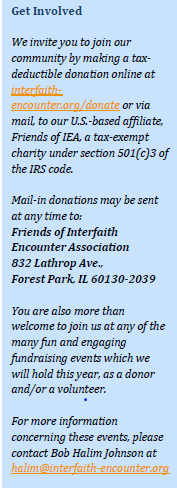 Get Involved
We invite you to join our
community by making a tax-
deductible donation online at
interfaith-
encounter.org/donate or via
mail, to our U.S.-based affiliate,
Friends of IEA, a tax-exempt
charity under section 501(c)3 of
the IRS code.
Mail-in donations may be sent
at any time to:
Friends of Interfaith
Encounter Association
832 Lathrop Ave.,
Forest Park, IL 60130-2039
You are also more than
welcome to join us at any of the
many fun and engaging
fundraising events which we
will hold this year, as a donor
and/or a volunteer.
For more information
concerning these events, please
contact Bob Halim Johnson at
halim@interfaith-encounter.org